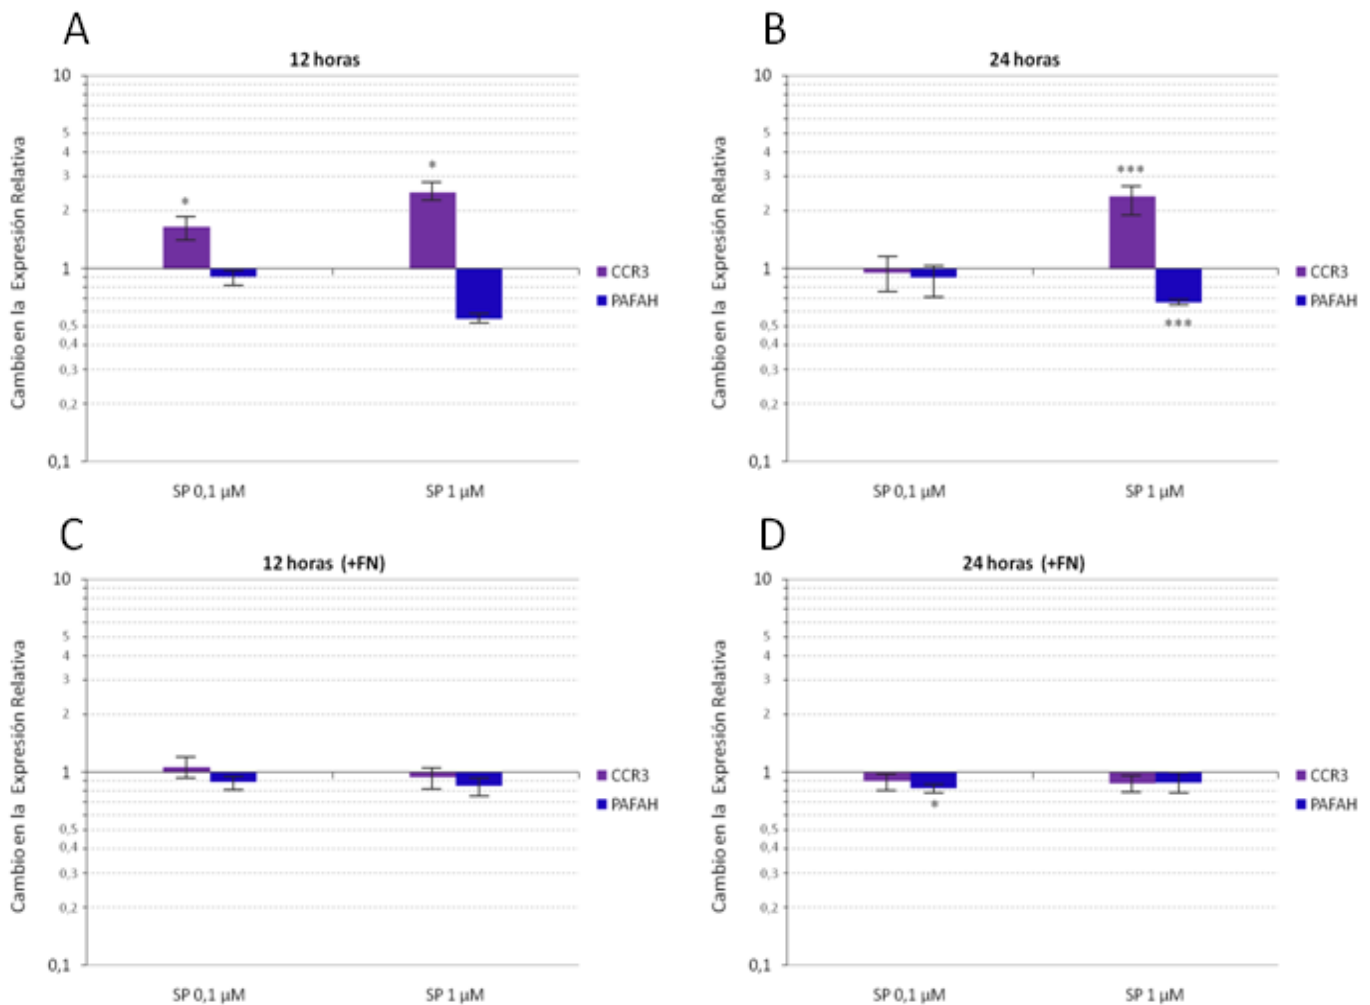 A
12 horas
Cambio en la Expresión Relativa
10
5
4
3
2
1
0,5
0,4
0,3
0,2
0,1
*
*
SP 0,1 µM
SP 1 µM
CCR3
PAFAH
B
24 horas
Cambio en la Expresión Relativa
10
5
4
3
2
1
0,5
0,4
0,3
0,2
0,1
***
***
SP 0,1 µM
SP 1 µM
CCR3
PAFAH
C
12 horas (+FN)
Cambio en la Expresión Relativa
10
5
4
3
2
1
0,5
0,4
0,3
0,2
0,1
SP 0,1 µM
SP 1 µM
CCR3
PAFAH
D
24 horas (+FN)
Cambio en la Expresión Relativa
10
5
4
3
2
1
0,5
0,4
0,3
0,2
0,1
*
SP 0,1 µM
SP 1 µM
CCR3
PAFAH